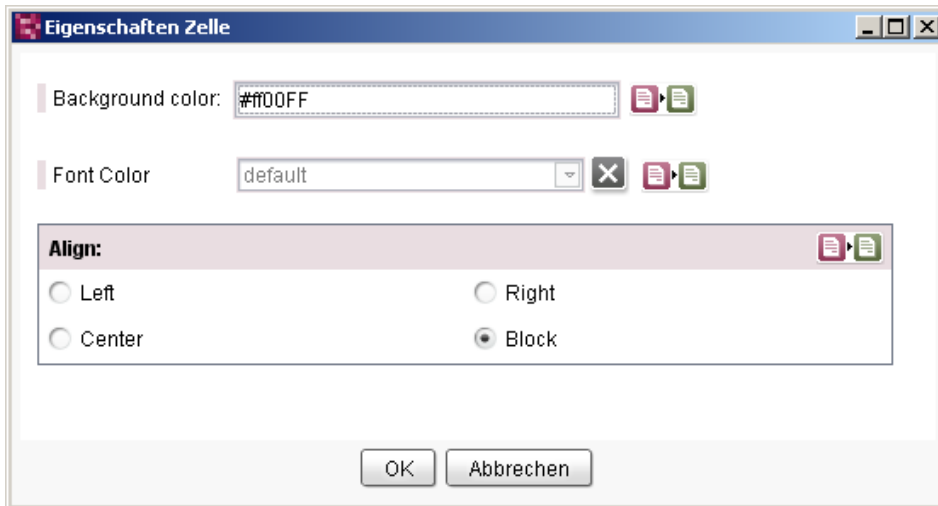 Eigenschaften Zelle
Background color: #ff00FF
Font Color default
Align:
Left Right
Center Block
OK Abbrechen